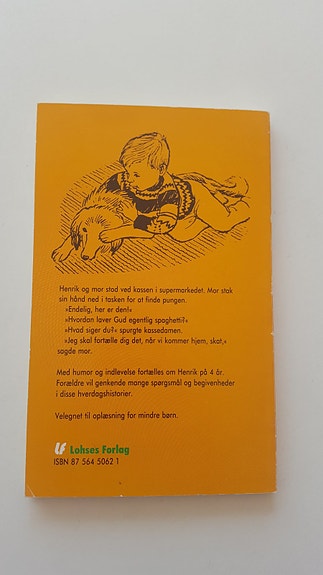 Henrik og mor stod ved kassen i supermarkedet. Mor stak
sin hånd ned i tasken for at finde pungen.
»Endelig, her er den!«
»Hvordan laver Gud egentlig spaghetti?«
»Hvad siger du?« spurgte kassedamen.
»Jeg skal fortælle dig det, når vi kommer hjem, skat,«
sagde mor.
Med humor og indlevelse fortælles om Henrik på 4 år.
Forældre vil genkende mange spørgsmål og begivenheder
i disse hverdagshistorier.
Velegnet til oplæsning for mindre børn.
LF Lohses Forlag
ISBN 87 564 5062 1